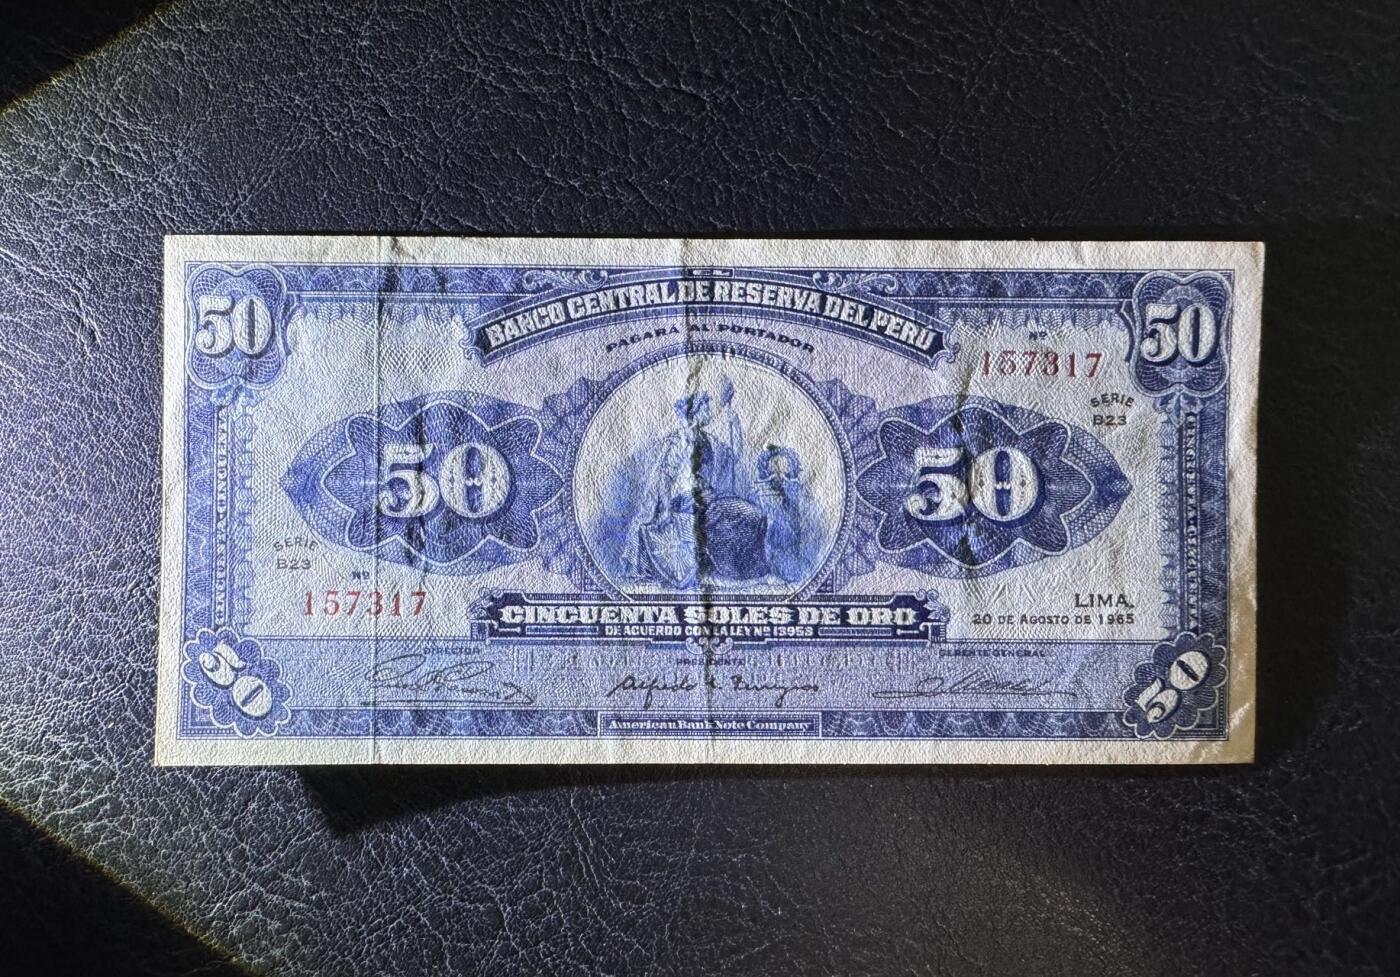 50
EL
BANCO CENTRAL DE RESERVA DEL PERU
PAGARA AL PORTADOR
50
Nº
157317
SERIE
B23
50
50
SERIE
B23
Nº
157317
CINCUENTA SOLES DE ORO
DE ACUERDO CON LA LEY Nº 13958
LIMA,
20 DE AGOSTO DE 1965
DIRECTOR
PRESIDENTE
GERENTE GENERAL
50
50
American Bank Note Company